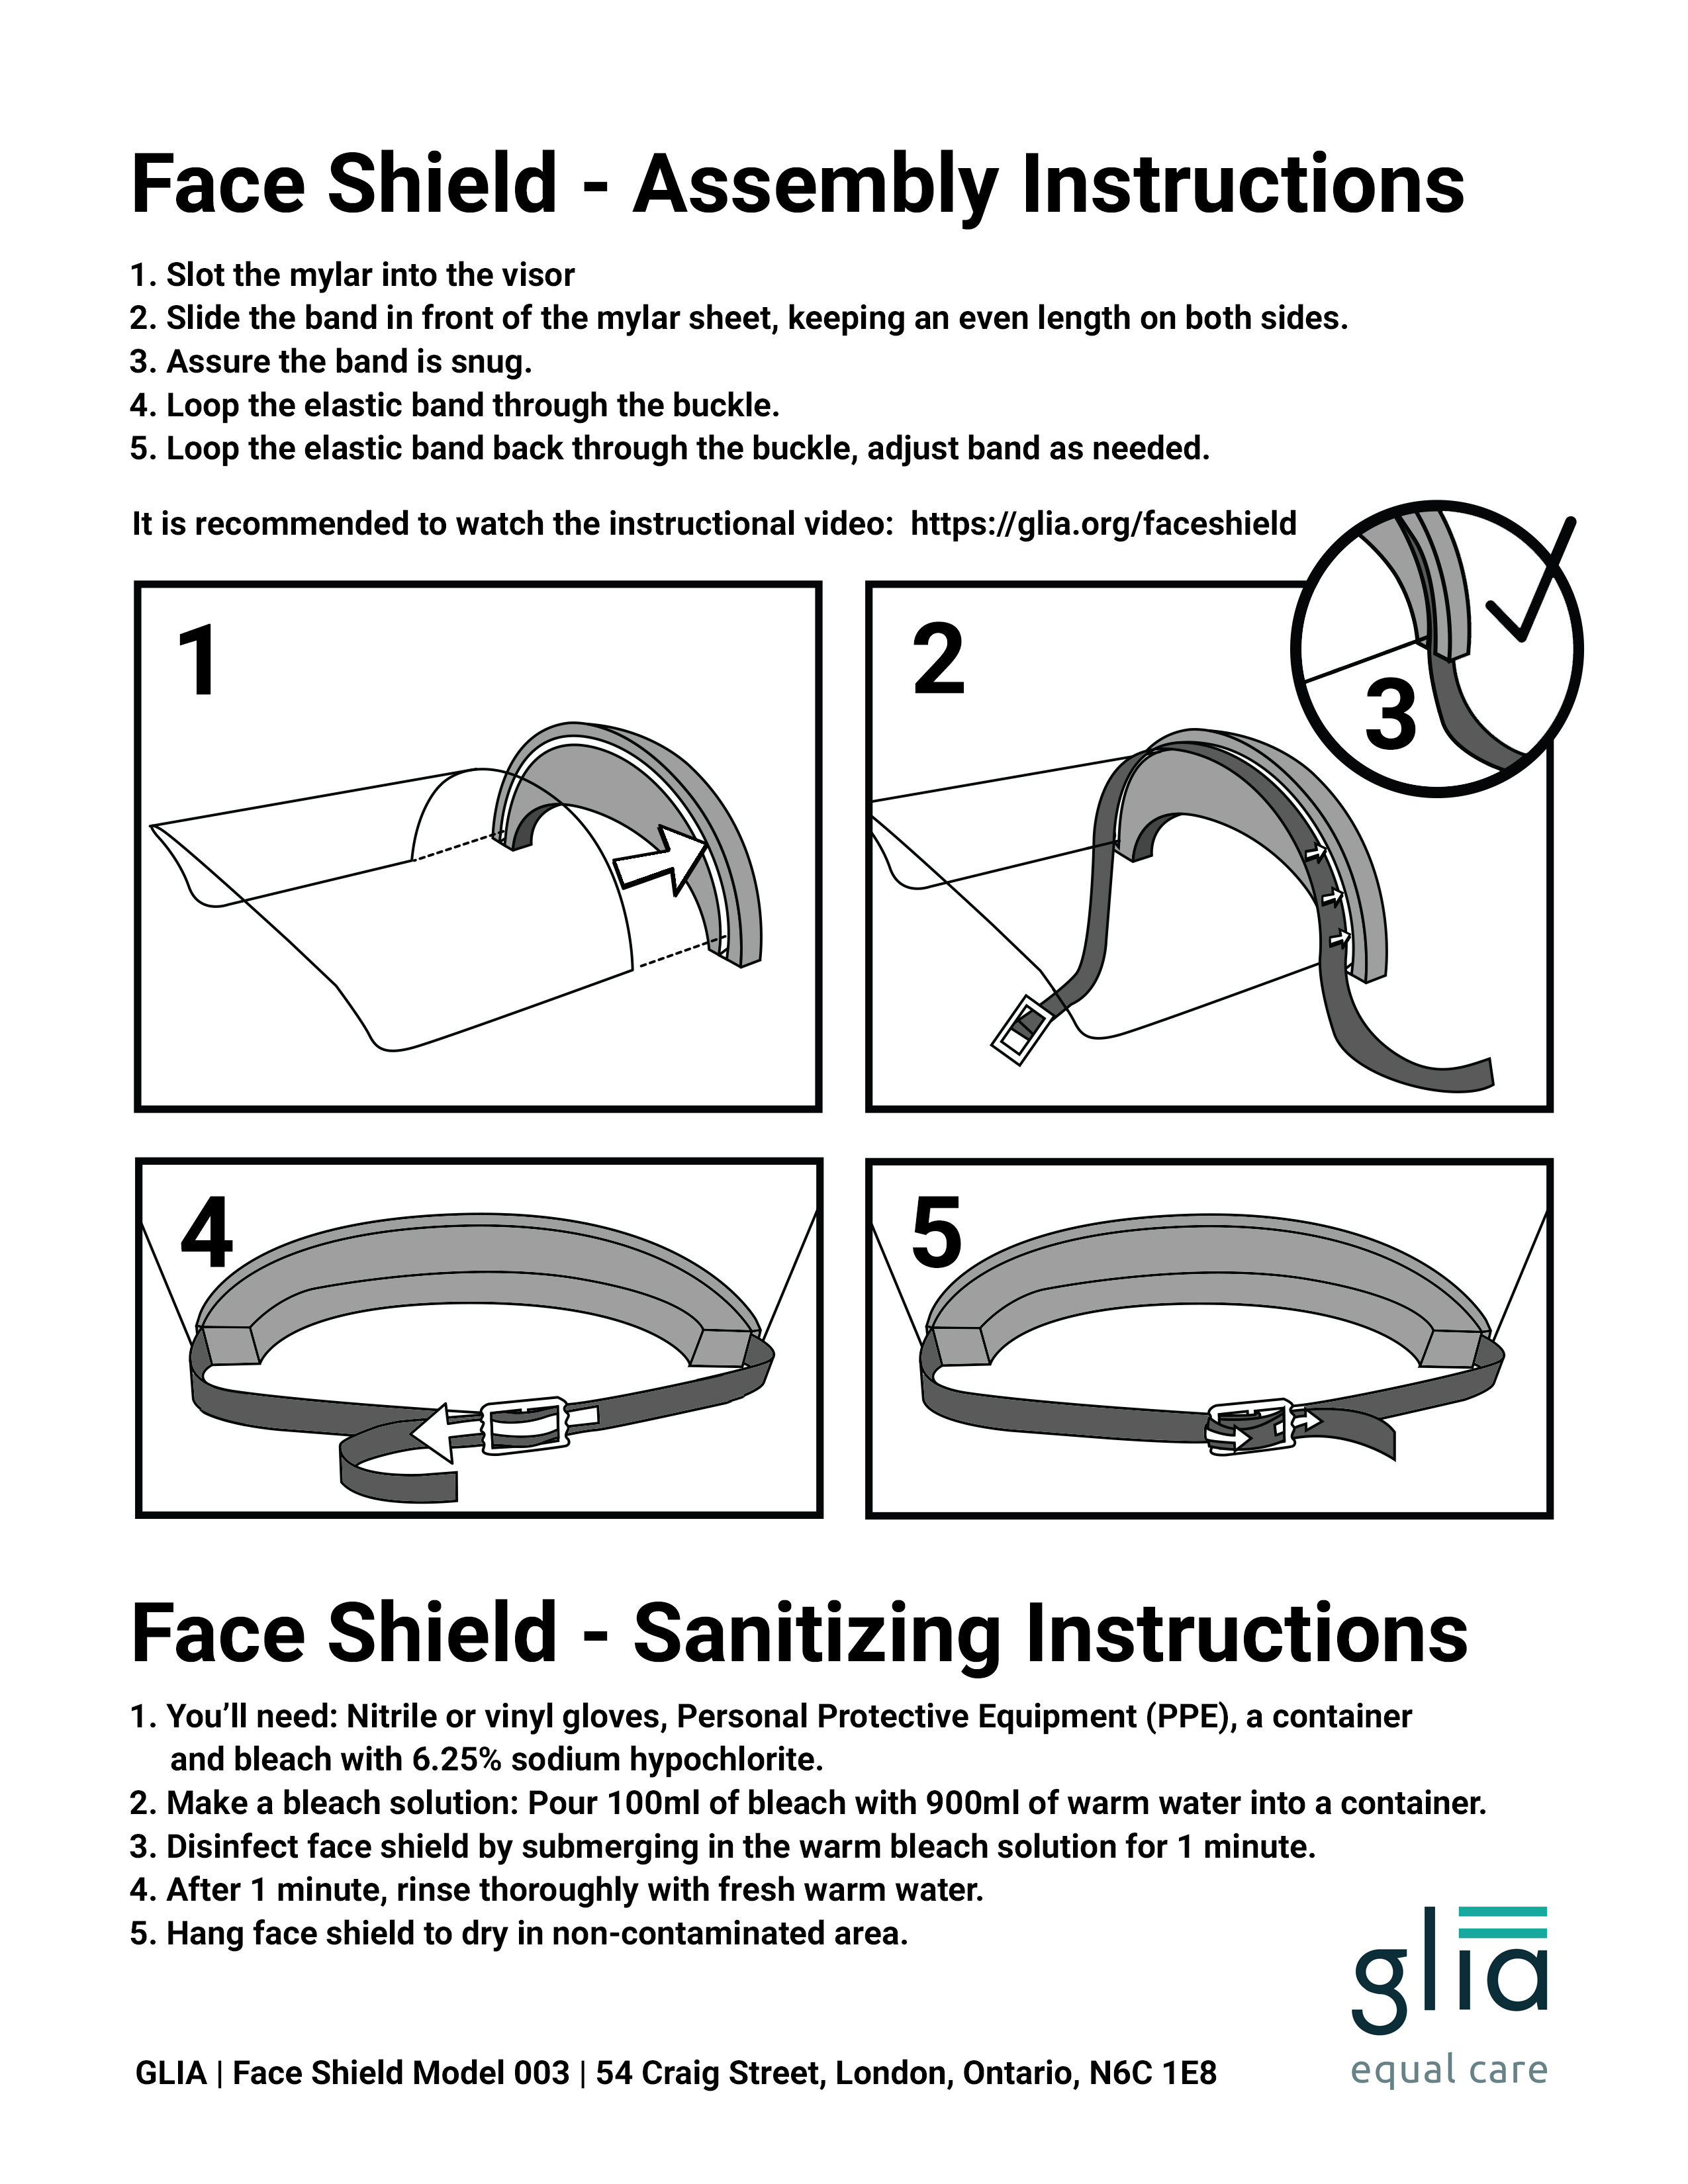 Face Shield - Assembly Instructions
1. Slot the mylar into the visor
2. Slide the band in front of the mylar sheet, keeping an even length on both sides.
3. Assure the band is snug.
4. Loop the elastic band through the buckle.
5. Loop the elastic band back through the buckle, adjust band as needed.
It is recommended to watch the instructional video:  https://glia.org/faceshield
1
2
3
4
5
Face Shield - Sanitizing Instructions
1. You’ll need: Nitrile or vinyl gloves, Personal Protective Equipment (PPE), a container
and bleach with 6.25% sodium hypochlorite.
2. Make a bleach solution: Pour 100ml of bleach with 900ml of warm water into a container.
3. Disinfect face shield by submerging in the warm bleach solution for 1 minute.
4. After 1 minute, rinse thoroughly with fresh warm water.
5. Hang face shield to dry in non-contaminated area.
glia
equal care
GLIA | Face Shield Model 003 | 54 Craig Street, London, Ontario, N6C 1E8